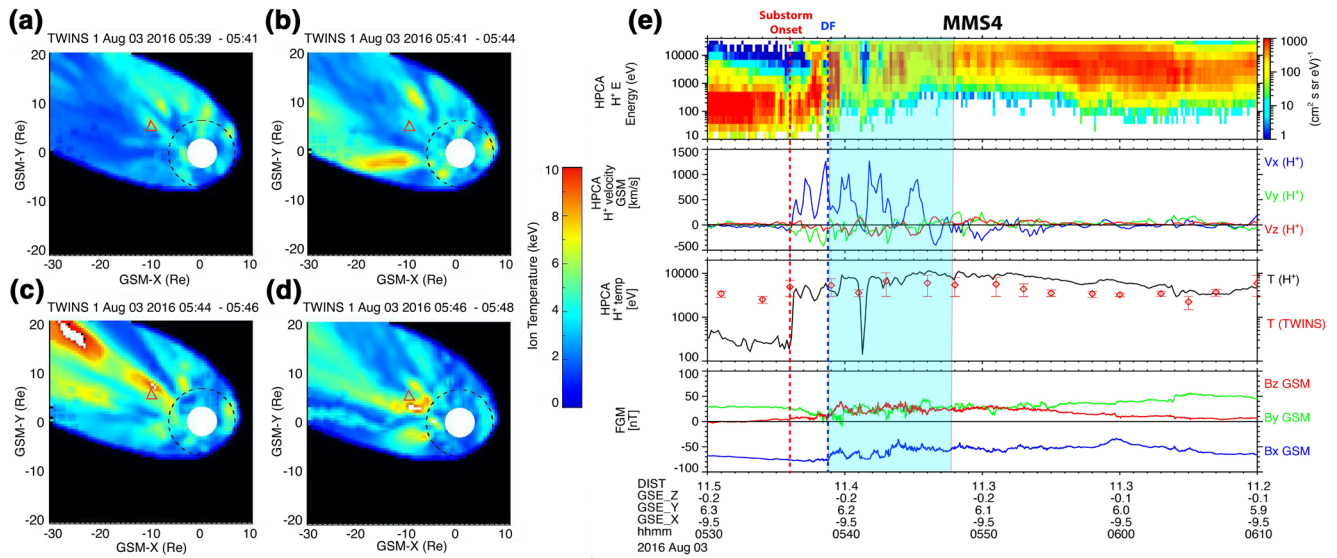 (a)
TWINS 1 Aug 03 2016 05:39 - 05:41
20
10
0
-10
-20
GSM-Y (Re)
-30 -20 -10 0 10
GSM-X (Re)
(b)
TWINS 1 Aug 03 2016 05:41 - 05:44
20
10
0
-10
-20
GSM-Y (Re)
-30 -20 -10 0 10
GSM-X (Re)
(c)
TWINS 1 Aug 03 2016 05:44 - 05:46
20
10
0
-10
-20
GSM-Y (Re)
-30 -20 -10 0 10
GSM-X (Re)
(d)
TWINS 1 Aug 03 2016 05:46 - 05:48
20
10
0
-10
-20
GSM-Y (Re)
-30 -20 -10 0 10
GSM-X (Re)
10
8
6
4
2
0
Ion Temperature (keV)
(e)
Substorm
Onset
DF
MMS4
HPCA
H+ E
Energy (eV)
10000
1000
100
10
1000
100
10
1
(cm² s sr eV)⁻¹
HPCA
H+ velocity
GSM
[km/s]
1500
1000
500
0
-500
Vx (H+)
Vy (H+)
Vz (H+)
HPCA
H+ temp
[eV]
10000
1000
100
T (H+)
T (TWINS)
FGM
[nT]
100
50
0
-50
-100
Bz GSM
By GSM
Bx GSM
DIST 11.5 11.4 11.3 11.3 11.2
GSE_Z -0.2 -0.2 -0.2 -0.1 -0.1
GSE_Y 6.3 6.2 6.1 6.0 5.9
GSE_X -9.5 -9.5 -9.5 -9.5 -9.5
hhmm 0530 0540 0550 0600 0610
2016 Aug 03